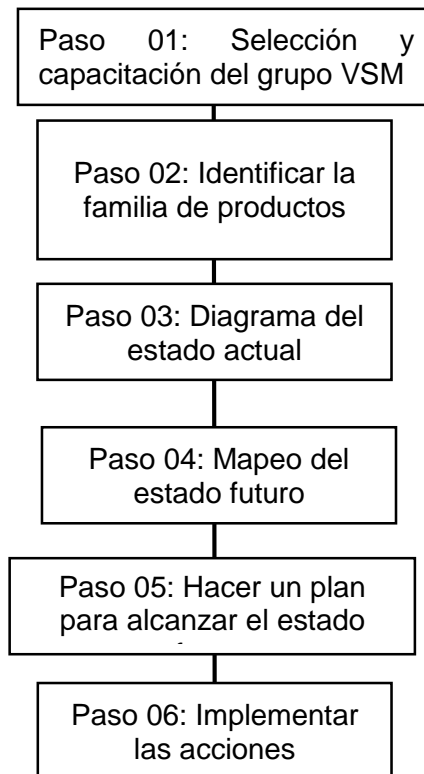 Paso 01: Selección y
capacitación del grupo VSM
Paso 02: Identificar la
familia de productos
Paso 03: Diagrama del
estado actual
Paso 04: Mapeo del
estado futuro
Paso 05: Hacer un plan
para alcanzar el estado
Paso 06: Implementar
las acciones